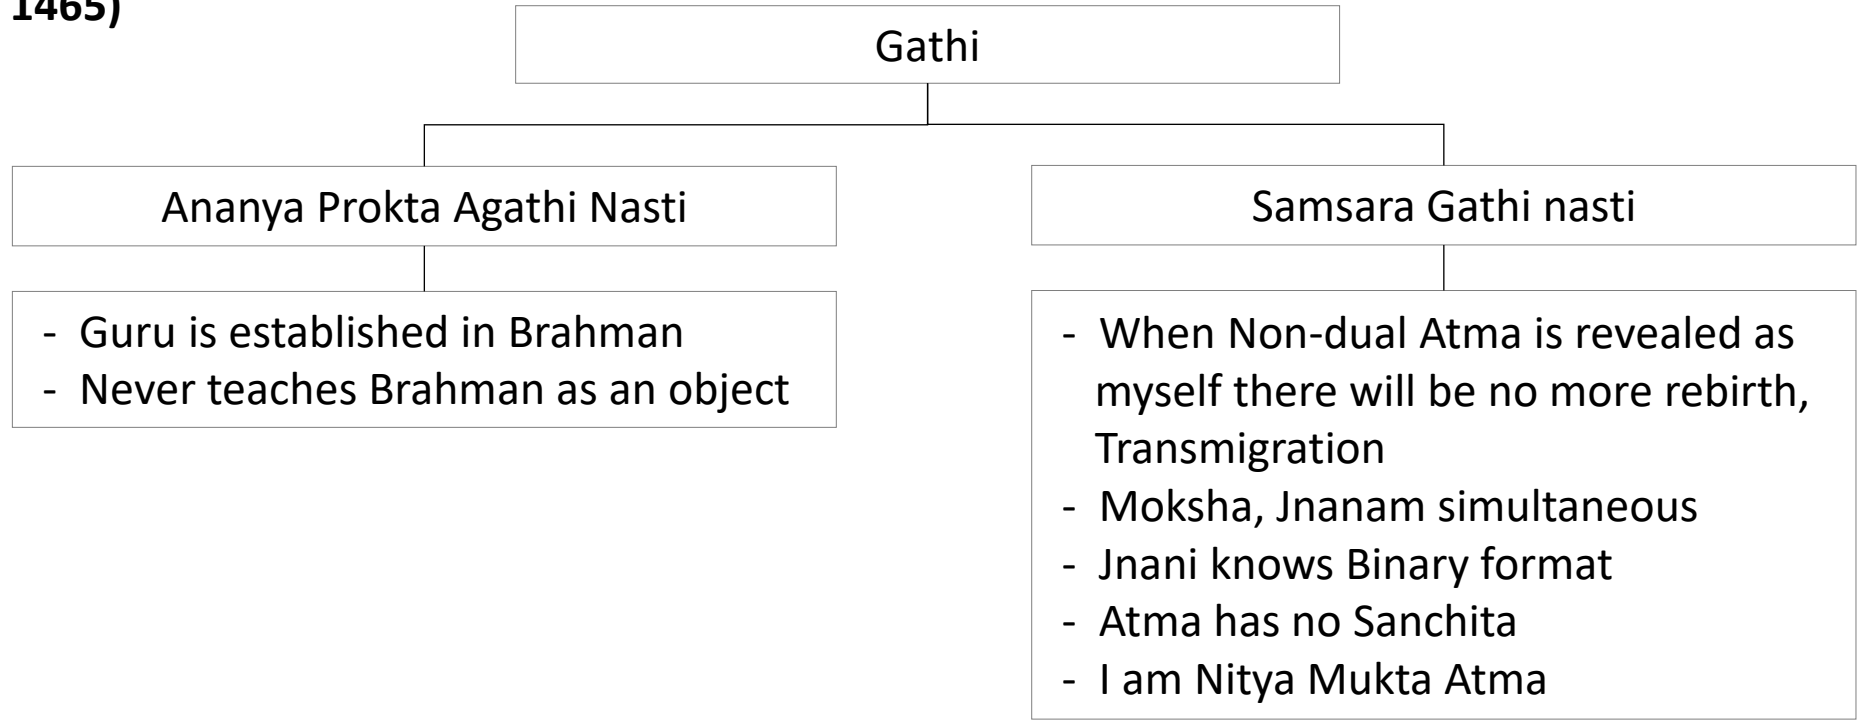 1465)
Gathi
Ananya Prokta Agathi Nasti
Samsara Gathi nasti
- Guru is established in Brahman
- Never teaches Brahman as an object
- When Non-dual Atma is revealed as
myself there will be no more rebirth,
Transmigration
- Moksha, Jnanam simultaneous
- Jnani knows Binary format
- Atma has no Sanchita
- I am Nitya Mukta Atma